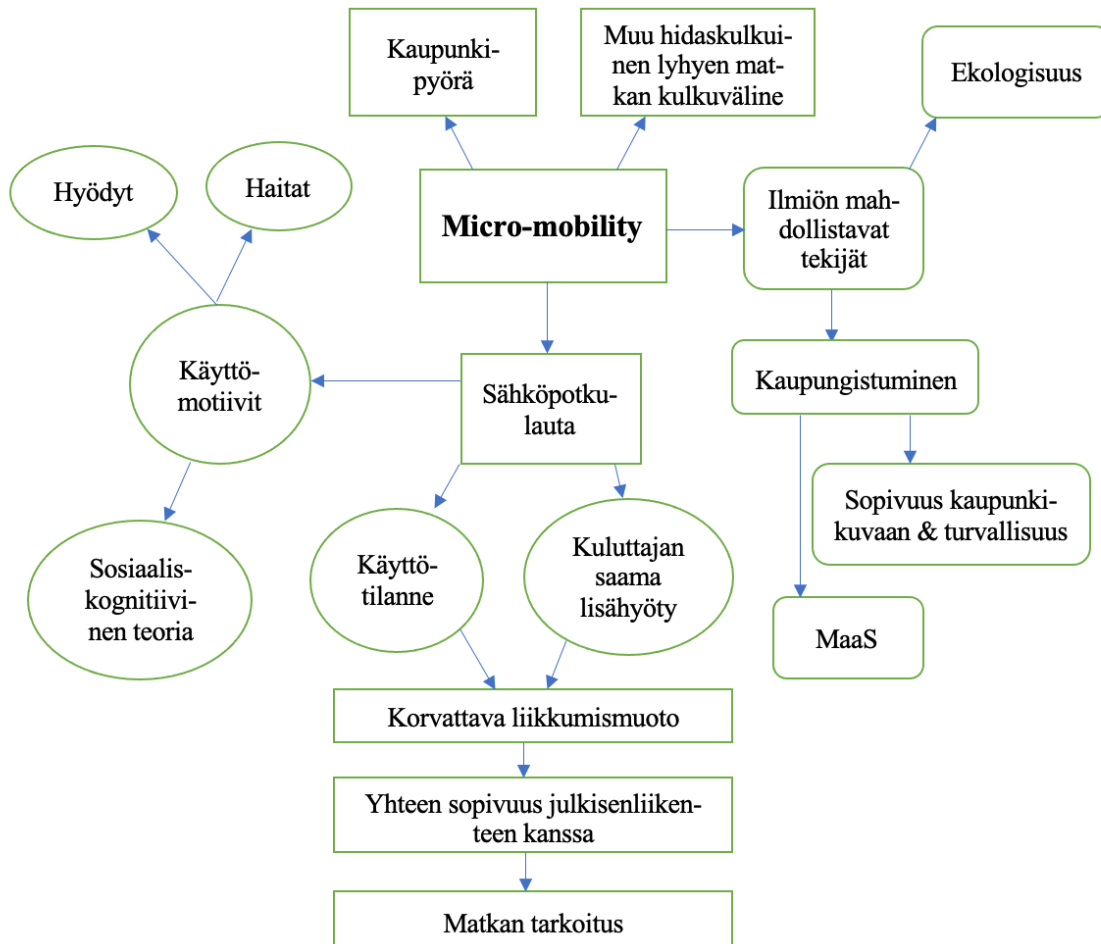 Kaupunki-
pyörä
Muu hidaskulkui-
nen lyhyen mat-
kan kulkuväline
Ekologisuus
Hyödyt
Haitat
Micro-mobility
Ilmiön mah-
dollistavat
tekijät
Käyttö-
motiivit
Sähköpotku-
lauta
Kaupungistuminen
Sopivuus kaupunki-
kuvaan & turvallisuus
Sosiaalis-
kognitiivi-
nen teoria
Käyttö-
tilanne
Kuluttajan
saama
lisähyöty
MaaS
Korvattava liikkumismuoto
Yhteen sopivuus julkisenliiken-
teen kanssa
Matkan tarkoitus